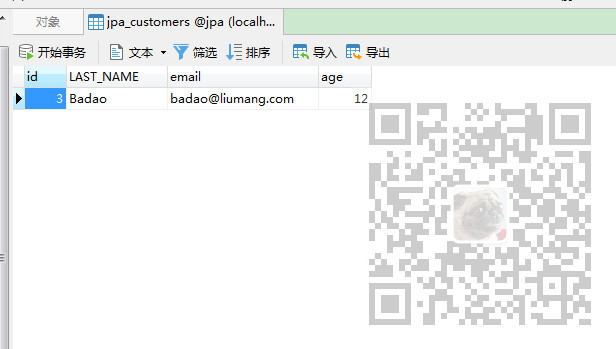 对象 jpa_customers @jpa (localh...
开始事务 文本 筛选 排序 导入 导出
id LAST_NAME email age
3 Badao badao@liumang.com 12